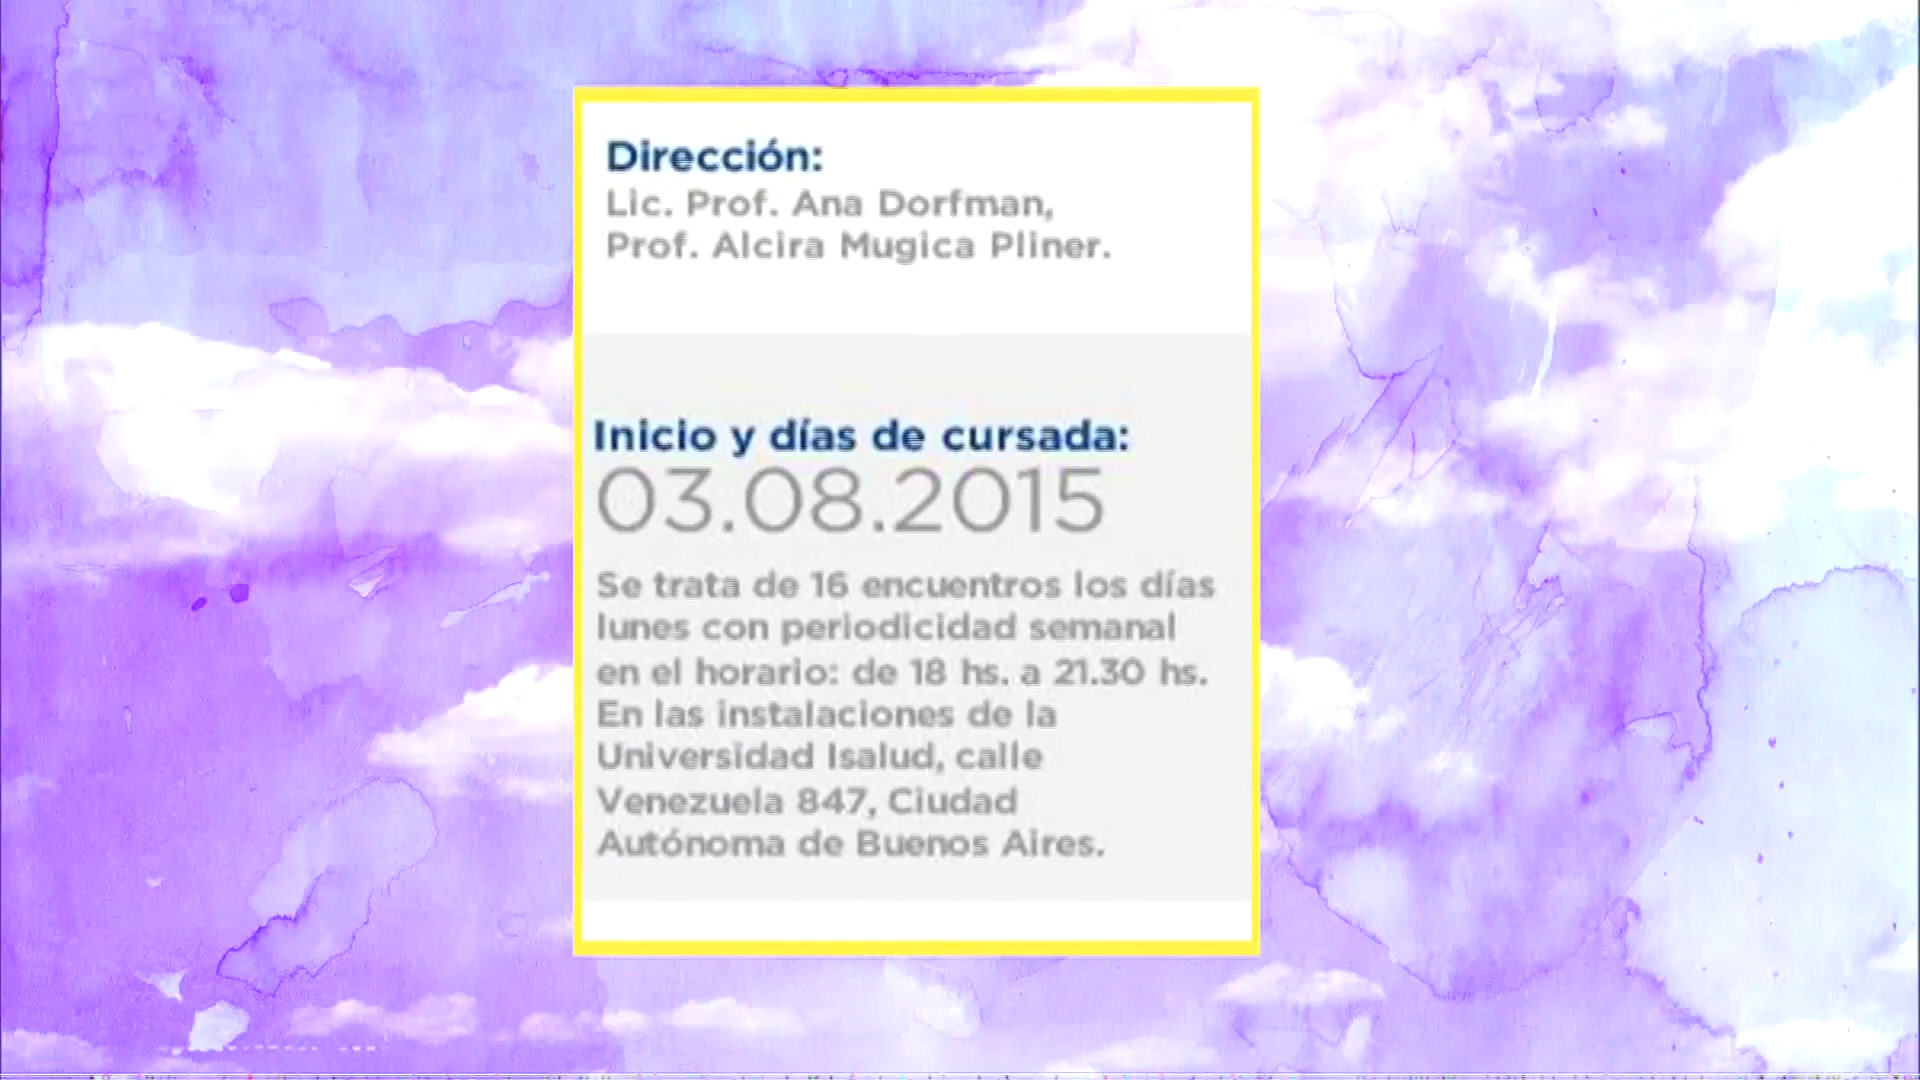 Dirección:
Lic. Prof. Ana Dorfman,
Prof. Alcira Mugica Pliner.
Inicio y días de cursada:
03.08.2015
Se trata de 16 encuentros los días
lunes con periodicidad semanal
en el horario: de 18 hs. a 21.30 hs.
En las instalaciones de la
Universidad Isalud, calle
Venezuela 847, Ciudad
Autónoma de Buenos Aires.